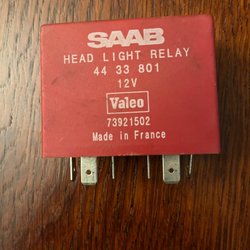 SAAB
HEAD LIGHT RELAY
44 33 801
12V
Valeo
73921502
Made in France